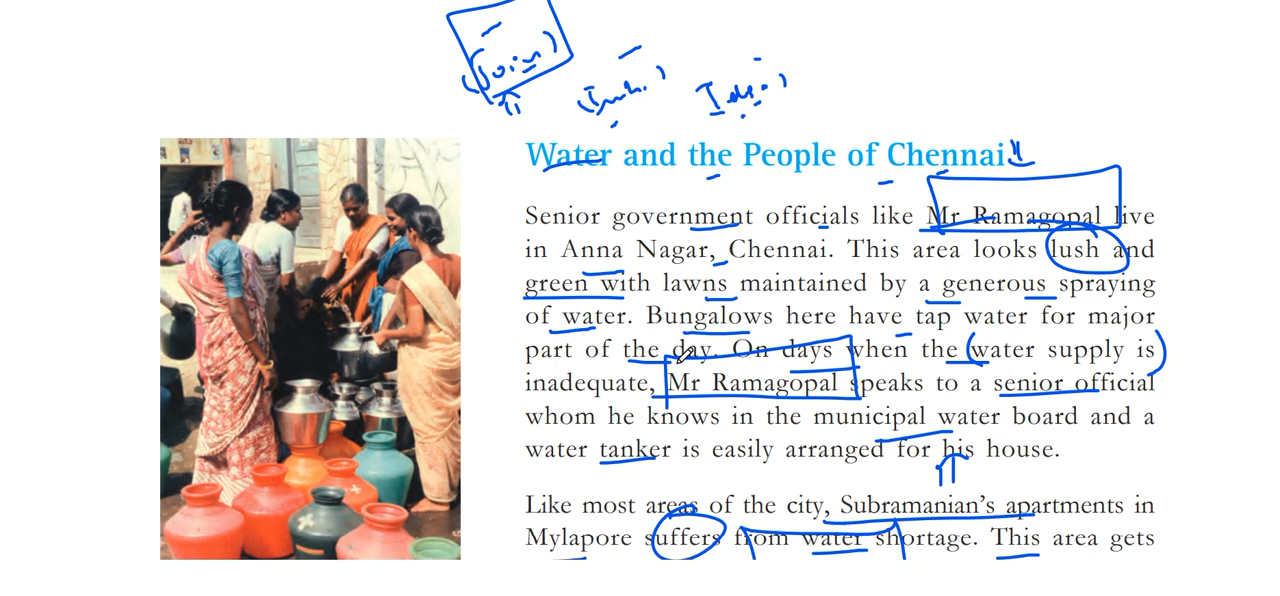 Water and the People of Chennai
Senior government officials like Mr Ramagopal live
in Anna Nagar, Chennai. This area looks lush and
green with lawns maintained by a generous spraying
of water. Bungalows here have tap water for major
part of the day. On days when the water supply is
inadequate, Mr Ramagopal speaks to a senior official
whom he knows in the municipal water board and a
water tanker is easily arranged for his house.
Like most areas of the city, Subramanian's apartments in
Mylapore suffers from water shortage. This area gets